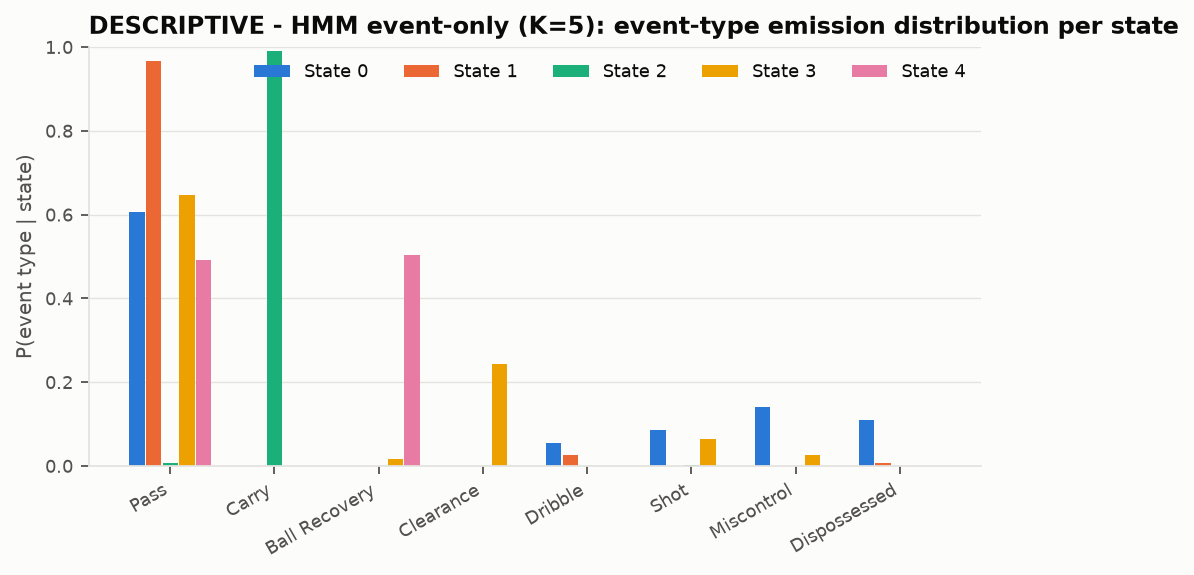 DESCRIPTIVE - HMM event-only (K=5): event-type emission distribution per state
State 0 State 1 State 2 State 3 State 4
P(event type | state)
1.0
0.8
0.6
0.4
0.2
0.0
Pass
Carry
Ball Recovery
Clearance
Dribble
Shot
Miscontrol
Dispossessed